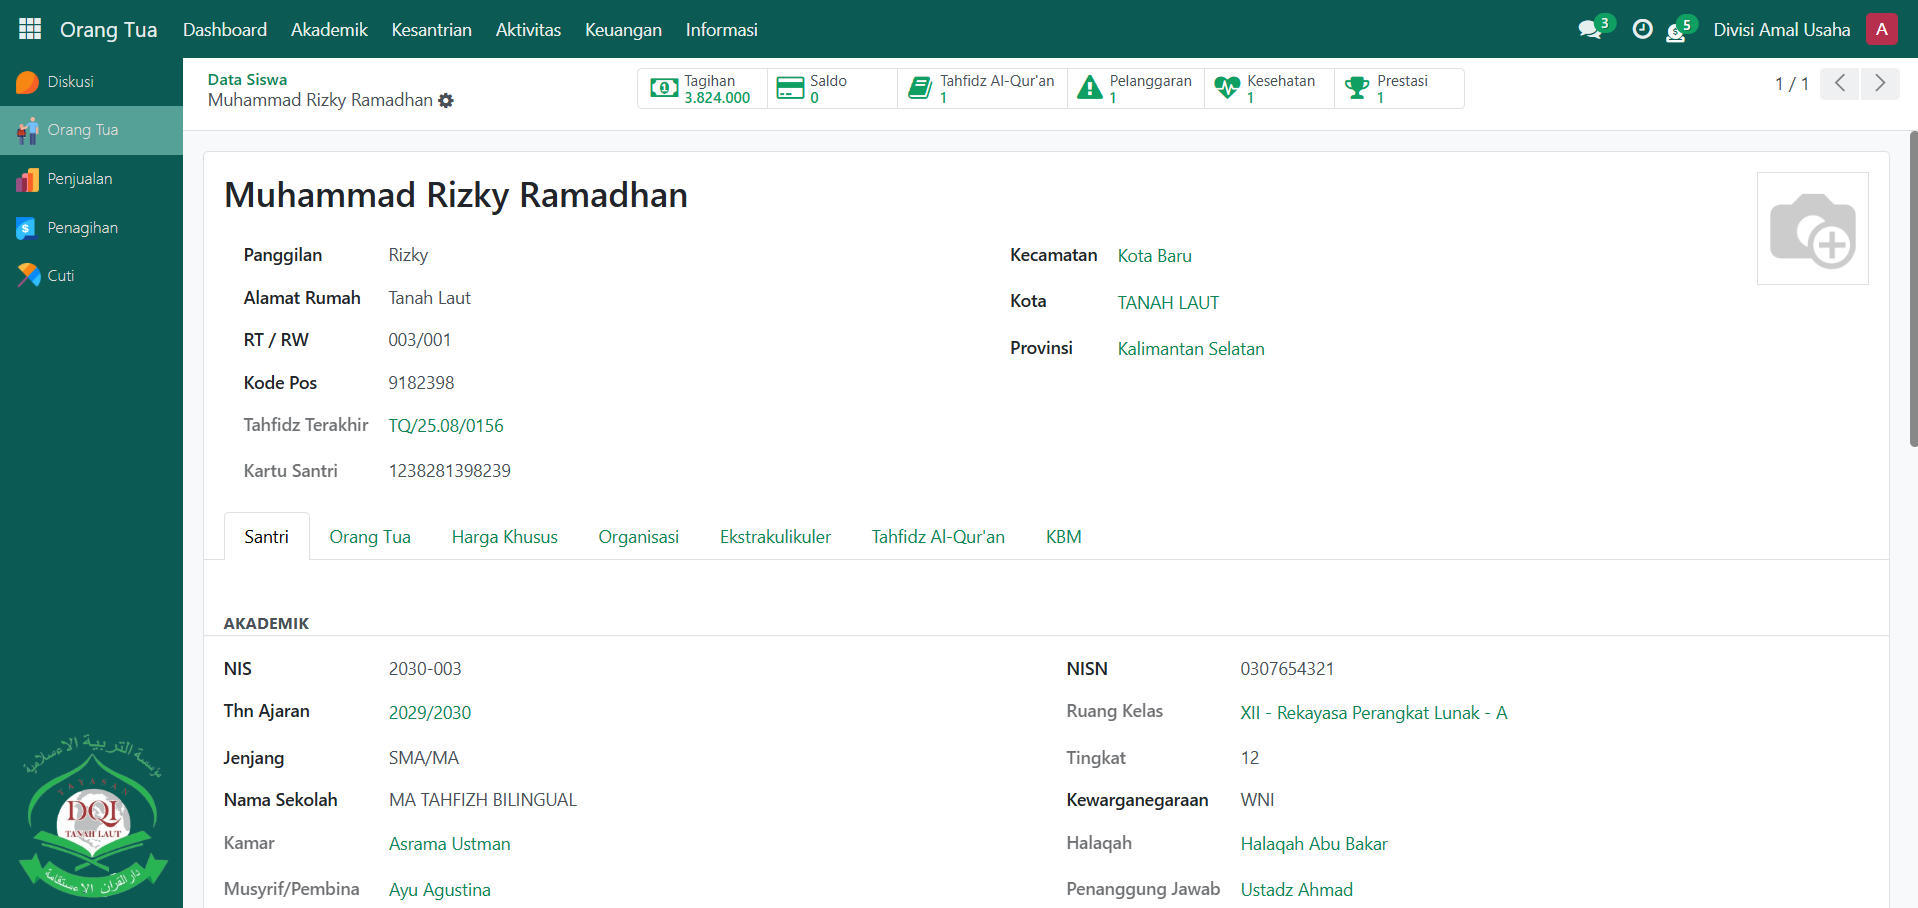 Orang Tua Dashboard Akademik Kesantrian Aktivitas Keuangan Informasi 3 5 Divisi Amal Usaha A
Diskusi
Orang Tua
Penjualan
Penagihan
Cuti
Data Siswa
Muhammad Rizky Ramadhan
Tagihan
3.824.000
Saldo
0
Tahfidz Al-Qur'an
1
Pelanggaran
1
Kesehatan
1
Prestasi
1
1 / 1
Muhammad Rizky Ramadhan
Panggilan Rizky
Alamat Rumah Tanah Laut
RT / RW 003/001
Kode Pos 9182398
Tahfidz Terakhir TQ/25.08/0156
Kartu Santri 1238281398239
Kecamatan Kota Baru
Kota TANAH LAUT
Provinsi Kalimantan Selatan
Santri Orang Tua Harga Khusus Organisasi Ekstrakulikuler Tahfidz Al-Qur'an KBM
AKADEMIK
NIS 2030-003
Thn Ajaran 2029/2030
Jenjang SMA/MA
Nama Sekolah MA TAHFIZH BILINGUAL
Kamar Asrama Ustman
Musyrif/Pembina Ayu Agustina
NISN 0307654321
Ruang Kelas XII - Rekayasa Perangkat Lunak - A
Tingkat 12
Kewarganegaraan WNI
Halaqah Halaqah Abu Bakar
Penanggung Jawab Ustadz Ahmad
مؤسسة التربية الاءسلامية
YAYASAN
DQI
TANAH LAUT
دار القرآن الاءستقامة